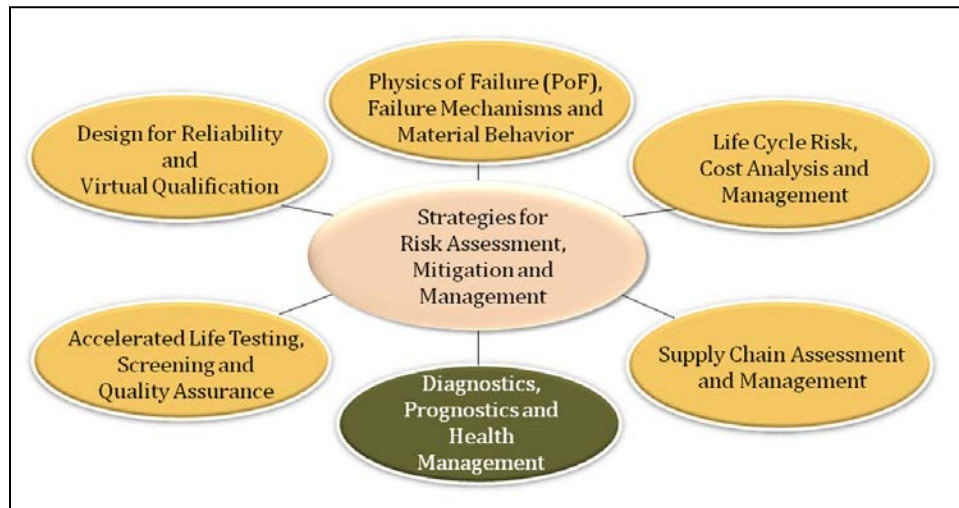 Physics of Failure (PoF),
Failure Mechanisms and
Material Behavior
Design for Reliability
and
Virtual Qualification
Life Cycle Risk,
Cost Analysis and
Management
Strategies for
Risk Assessment,
Mitigation and
Management
Accelerated Life Testing,
Screening and
Quality Assurance
Supply Chain Assessment
and Management
Diagnostics,
Prognostics and
Health
Management